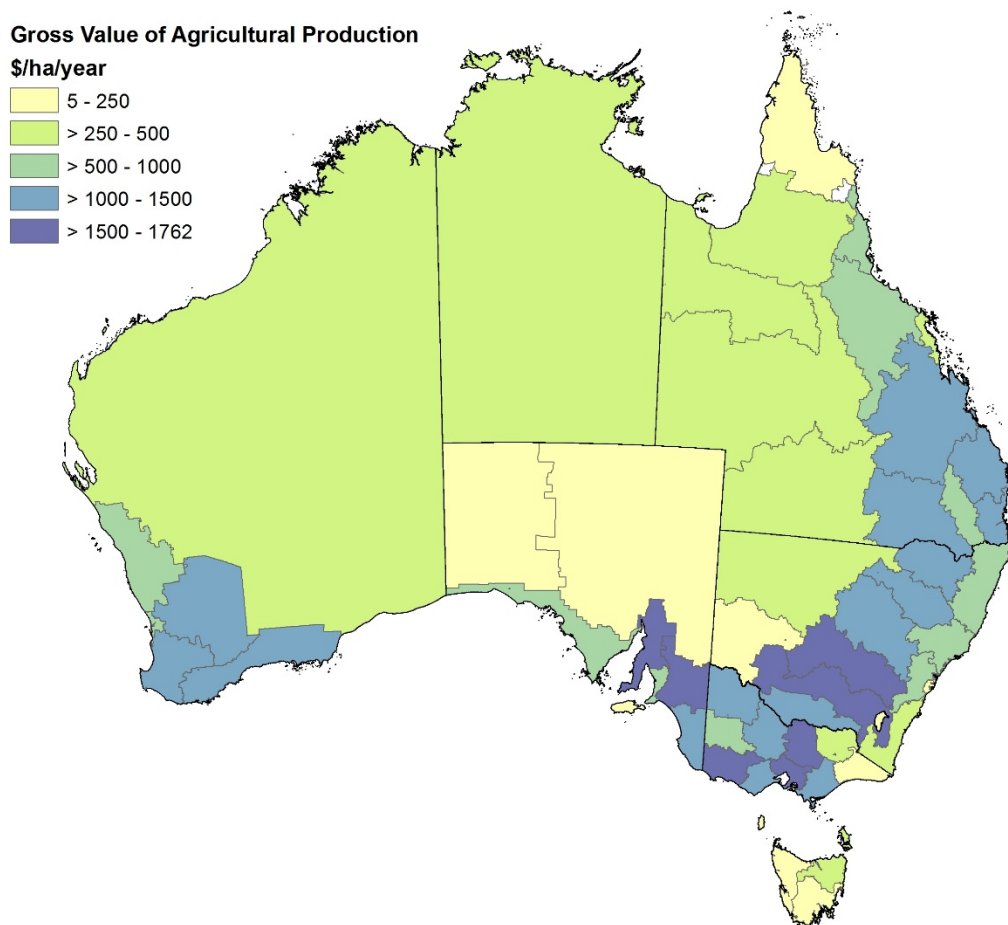 Gross Value of Agricultural Production
$/ha/year
5 - 250
> 250 - 500
> 500 - 1000
> 1000 - 1500
> 1500 - 1762